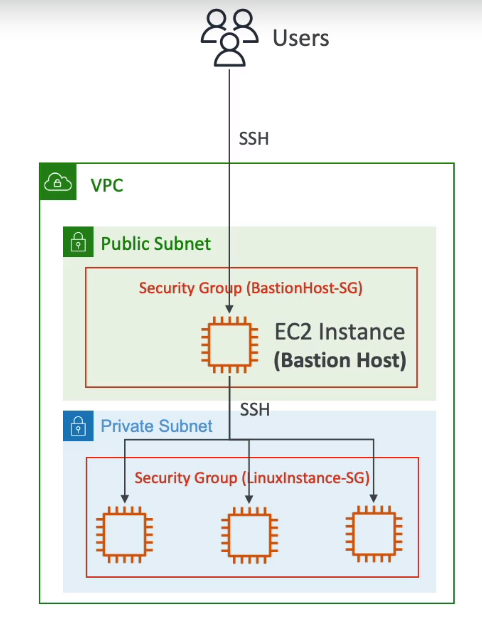 Users
SSH
VPC
Public Subnet
Security Group (BastionHost-SG)
EC2 Instance
(Bastion Host)
SSH
Private Subnet
Security Group (LinuxInstance-SG)